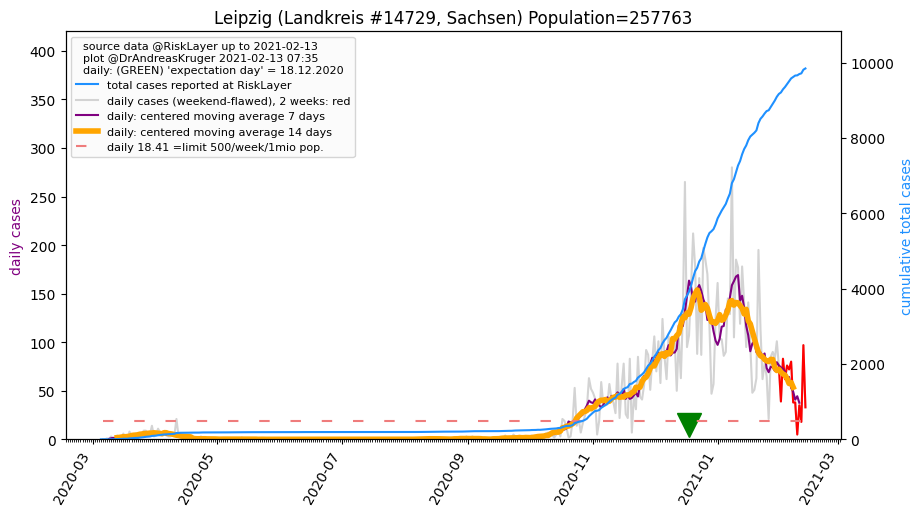 Leipzig (Landkreis #14729, Sachsen) Population=257763
source data @RiskLayer up to 2021-02-13
plot @DrAndreasKruger 2021-02-13 07:35
daily: (GREEN) 'expectation day' = 18.12.2020
total cases reported at RiskLayer
daily cases (weekend-flawed), 2 weeks: red
daily: centered moving average 7 days
daily: centered moving average 14 days
daily 18.41 =limit 500/week/1mio pop.
daily cases
400
350
300
250
200
150
100
50
0
10000
8000
6000
4000
2000
0
cumulative total cases
2020-03
2020-05
2020-07
2020-09
2020-11
2021-01
2021-03